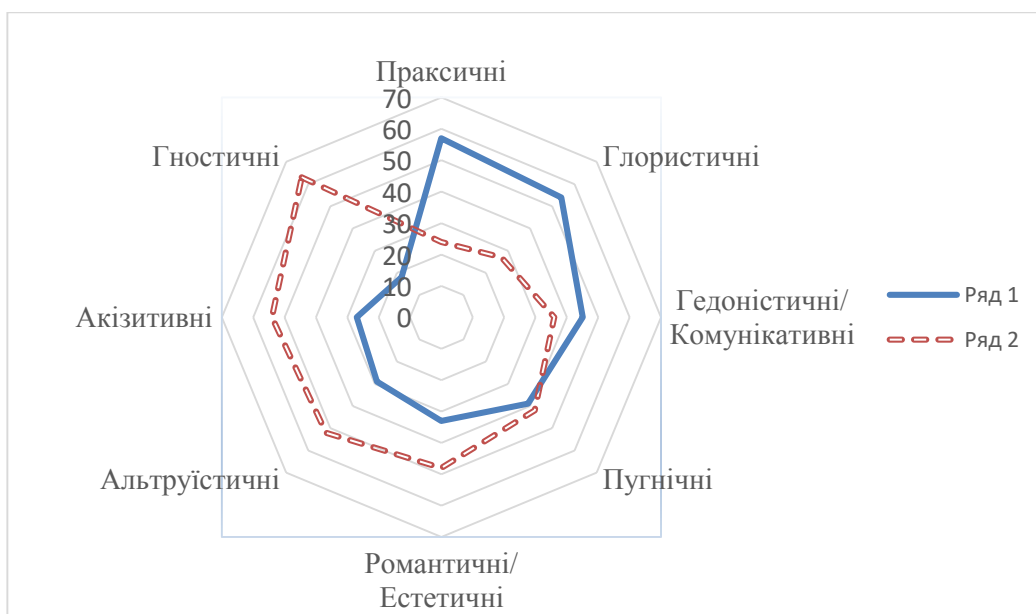 Праксичні
70
60
50
40
30
20
10
0
Глористичні
Гедоністичні/
Комунікативні
Пугнічні
Романтичні/
Естетичні
Альтруїстичні
Акізитивні
Гностичні
Ряд 1
Ряд 2